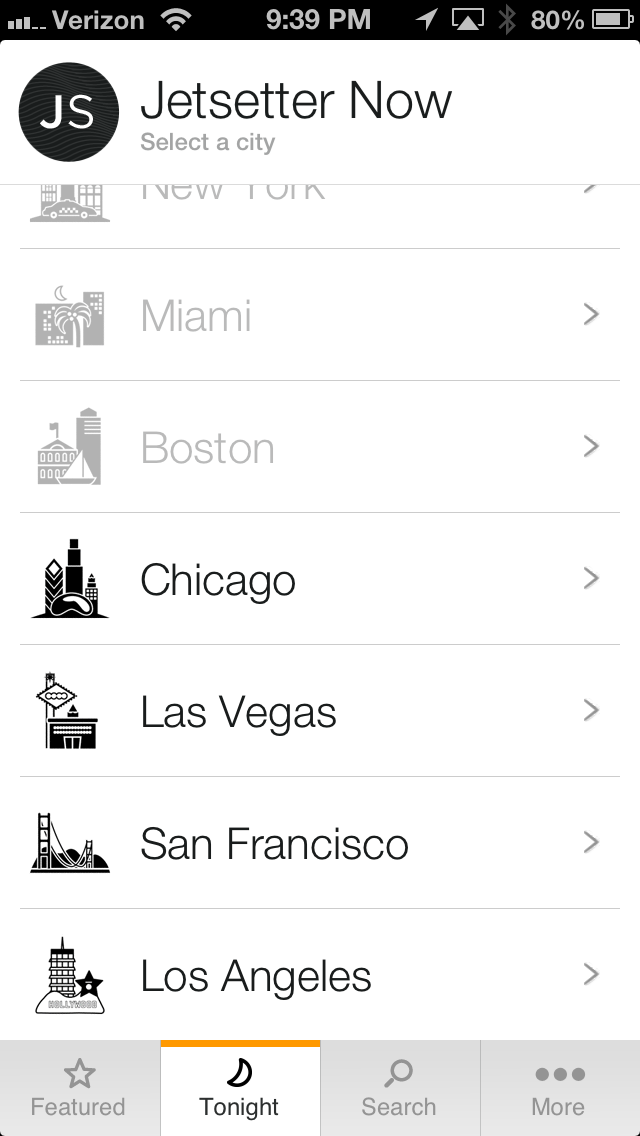 Verizon 9:39 PM 80%
JS Jetsetter Now
Select a city
New York
Miami
Boston
Chicago
Las Vegas
San Francisco
HOLLYWOOD Los Angeles
Featured Tonight Search More